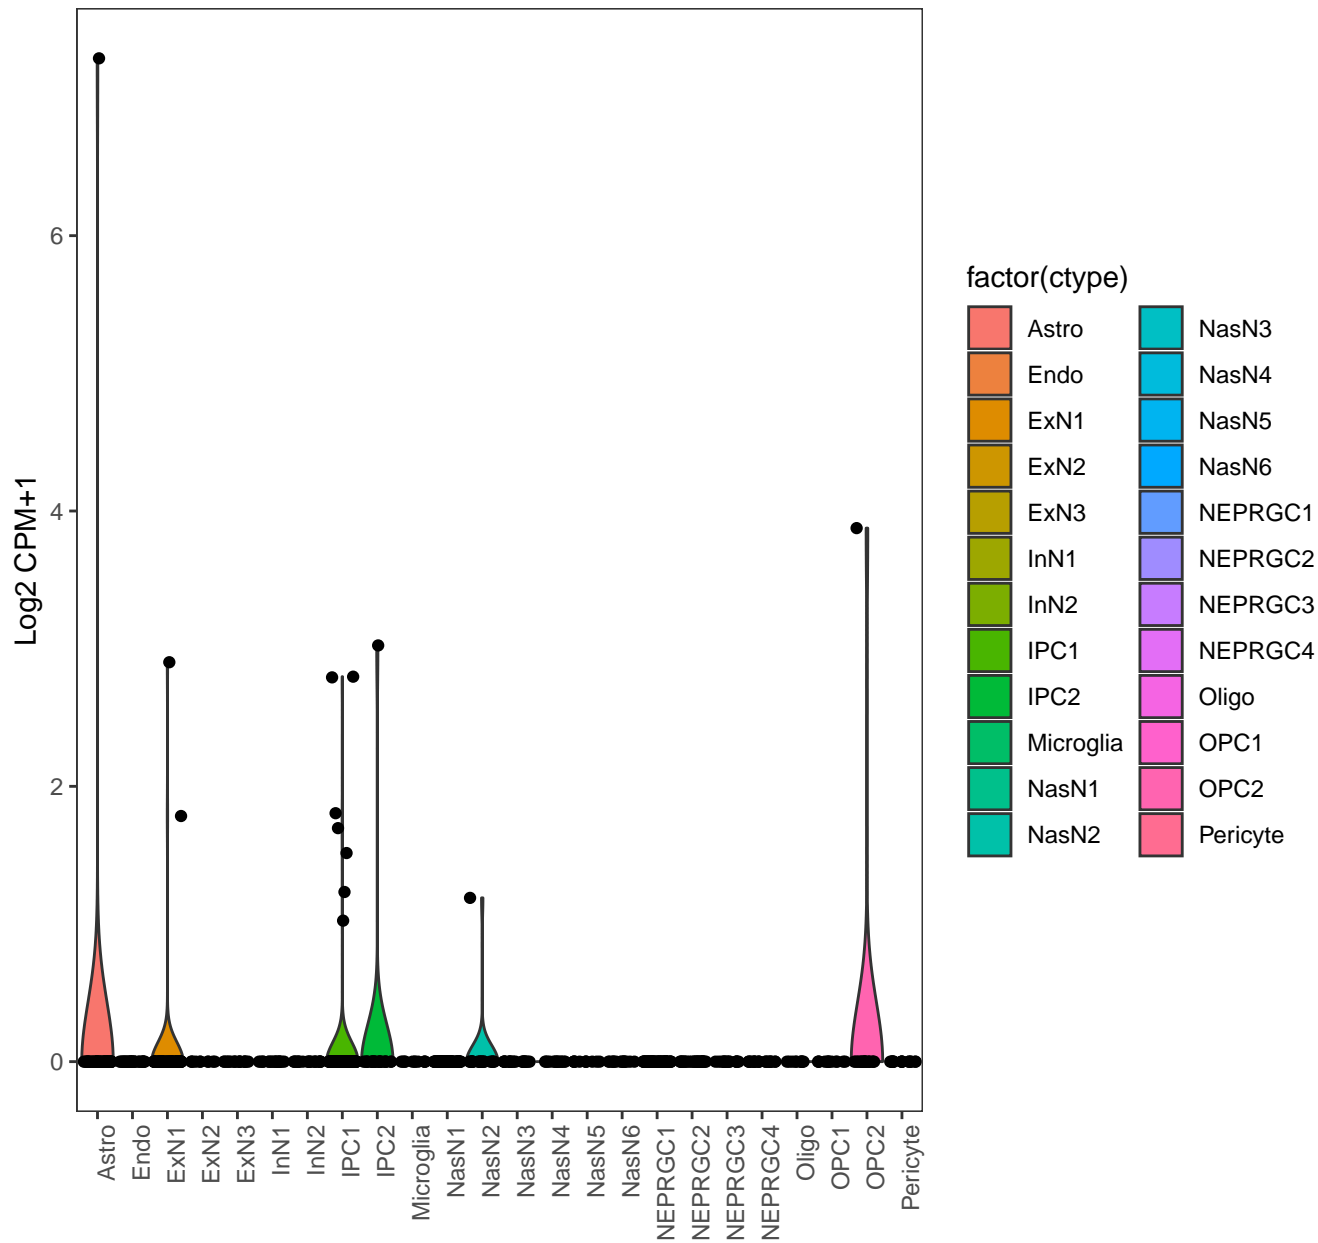 Log2 CPM+1
6
4
2
0
Astro
Endo
ExN1
ExN2
ExN3
InN1
InN2
IPC1
IPC2
Microglia
NasN1
NasN2
NasN3
NasN4
NasN5
NasN6
NEPRGC1
NEPRGC2
NEPRGC3
NEPRGC4
Oligo
OPC1
OPC2
Pericyte
factor(ctype)
Astro
Endo
ExN1
ExN2
ExN3
InN1
InN2
IPC1
IPC2
Microglia
NasN1
NasN2
NasN3
NasN4
NasN5
NasN6
NEPRGC1
NEPRGC2
NEPRGC3
NEPRGC4
Oligo
OPC1
OPC2
Pericyte